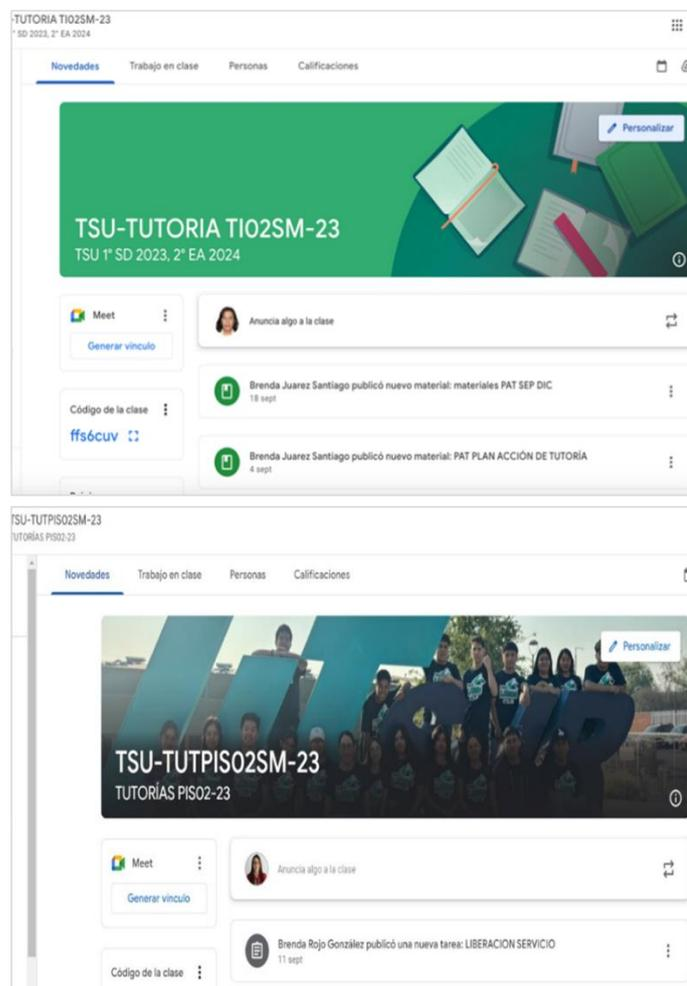 -TUTORIA TI02SM-23
° SD 2023, 2° EA 2024
Novedades Trabajo en clase Personas Calificaciones
Personalizar
TSU-TUTORIA TI02SM-23
TSU 1° SD 2023, 2° EA 2024
Meet
Generar vínculo
Anuncia algo a la clase
Código de la clase
ffs6cuv
Brenda Juarez Santiago publicó nuevo material: materiales PAT SEP DIC
18 sept
Brenda Juarez Santiago publicó nuevo material: PAT PLAN ACCIÓN DE TUTORÍA
4 sept
TSU-TUTPIS02SM-23
UTORÍAS PIS02-23
Novedades Trabajo en clase Personas Calificaciones
Personalizar
TSU-TUTPIS02SM-23
TUTORÍAS PIS02-23
Meet
Generar vínculo
Anuncia algo a la clase
Código de la clase
Brenda Rojo González publicó una nueva tarea: LIBERACION SERVICIO
11 sept